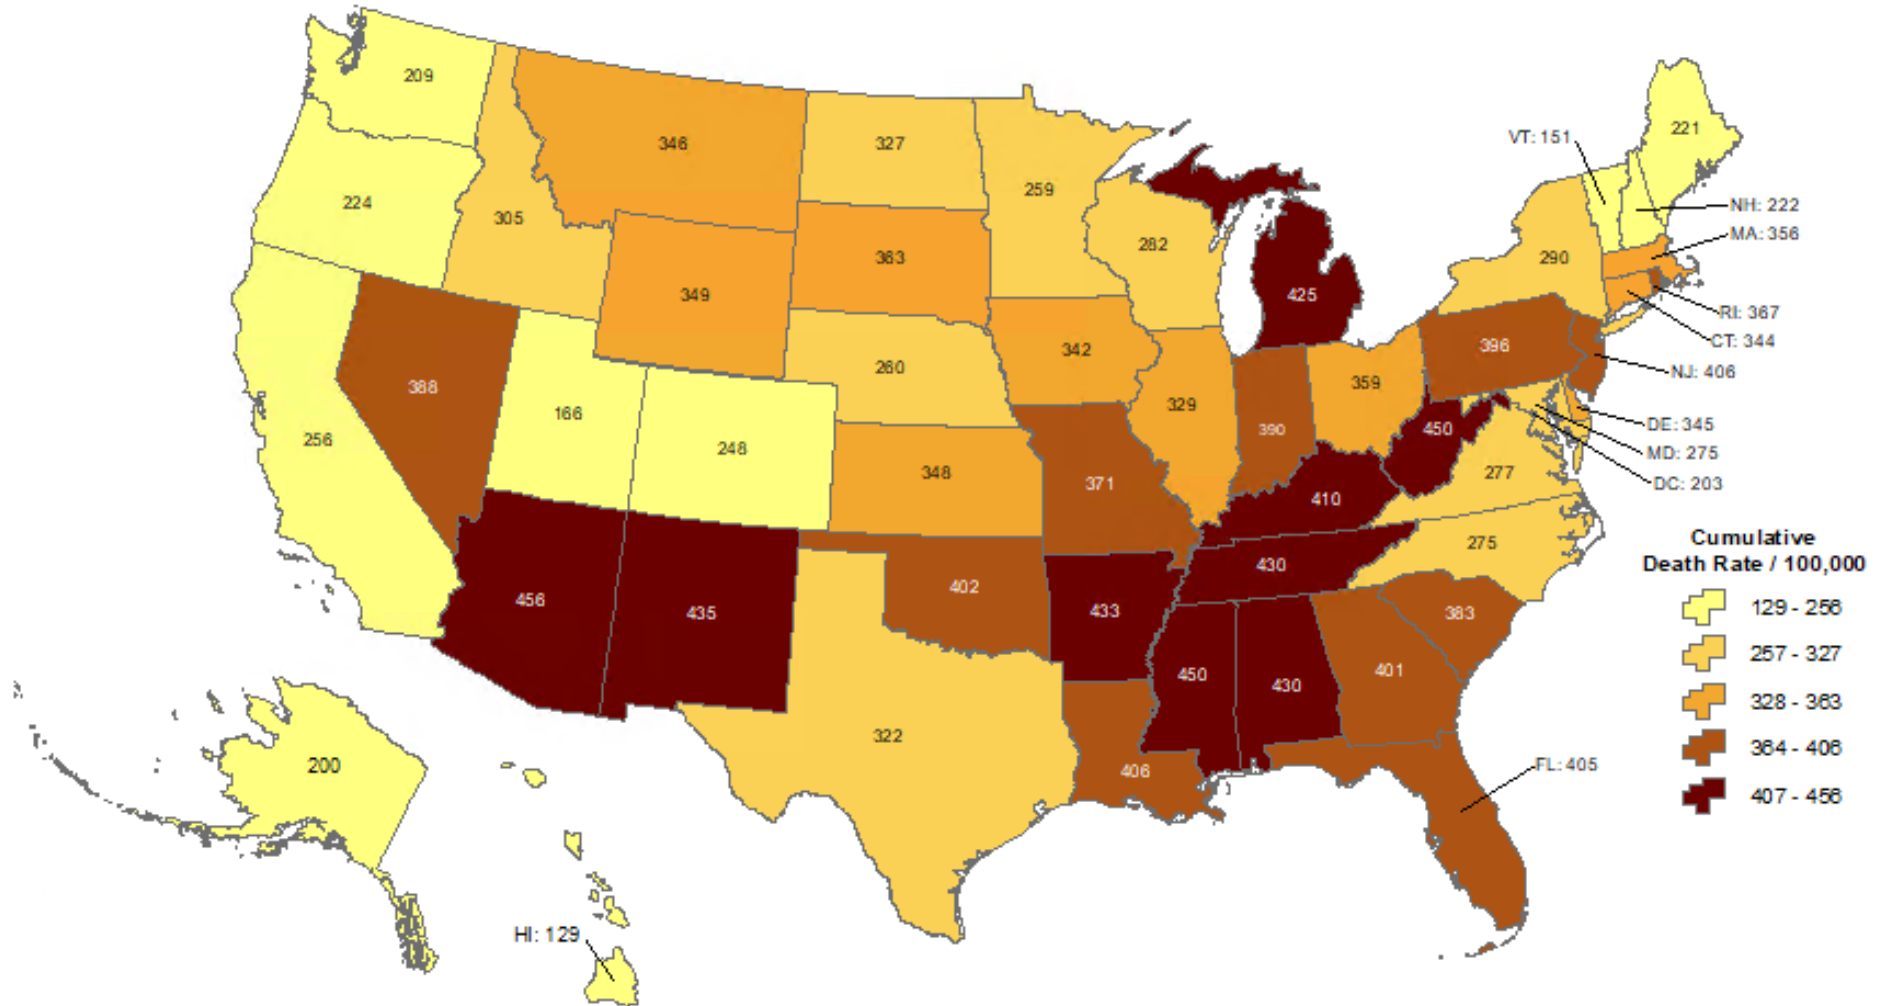 209
346
327
259
221
VT: 151
224
305
282
NH: 222
MA: 356
363
290
349
425
RI: 367
342
CT: 344
396
260
NJ: 406
388
359
166
329
DE: 345
390
450
256
248
MD: 275
348
277
371
DC: 203
410
Cumulative
Death Rate / 100,000
275
430
402
456
435
433
383
129 - 256
257 - 327
401
450
430
328 - 363
322
364 - 406
200
406
FL: 405
407 - 456
HI: 129